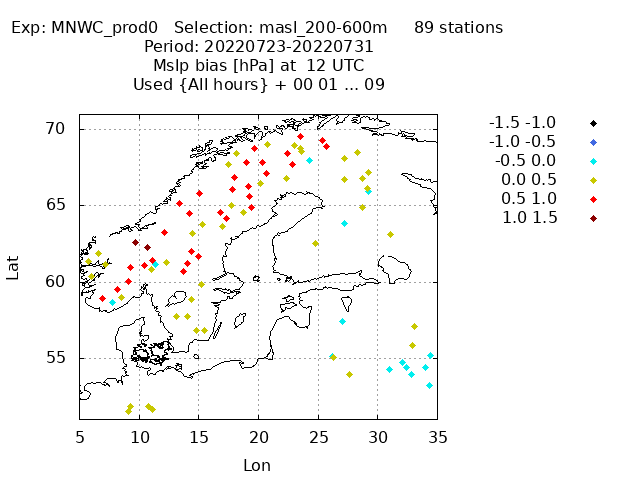 Exp: MNWC_prod0   Selection: masl_200-600m     89 stations
Period: 20220723-20220731
Mslp bias [hPa] at  12 UTC
Used {All hours} + 00 01 ... 09
-1.5 -1.0
-1.0 -0.5
-0.5 0.0
0.0 0.5
0.5 1.0
1.0 1.5
70
65
60
55
Lat
5 10 15 20 25 30 35
Lon